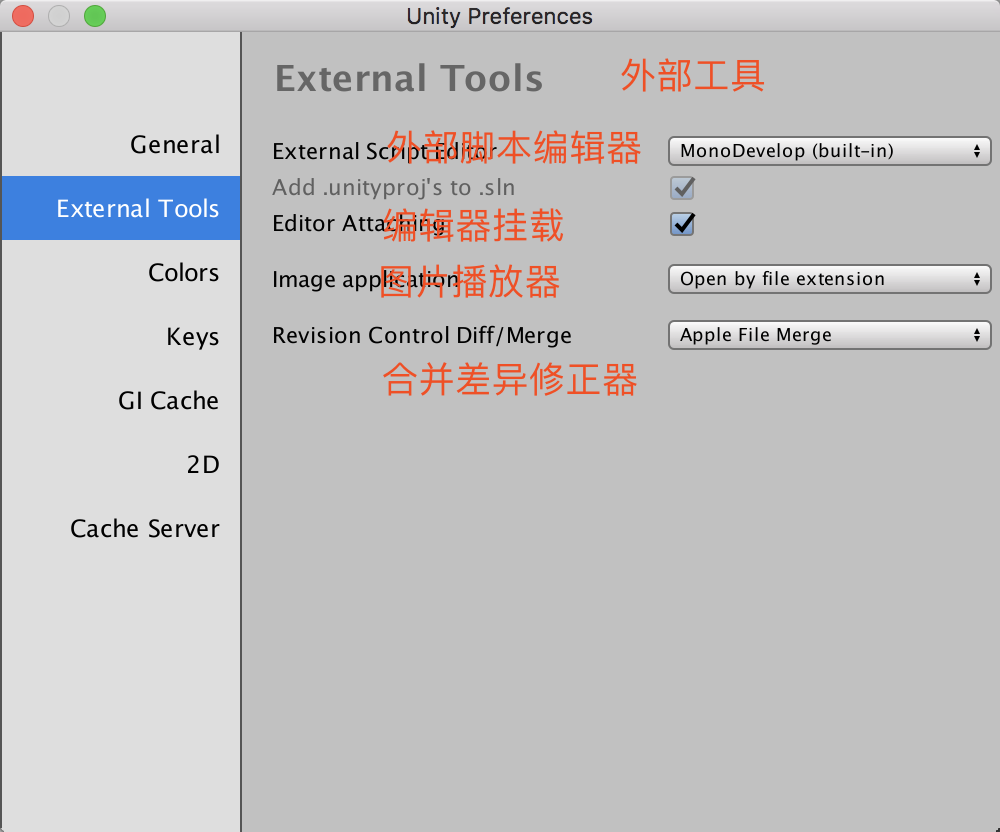 Unity Preferences
External Tools 外部工具
General
External Tools
Colors
Keys
GI Cache
2D
Cache Server
External Script Editor 外部脚本编辑器 MonoDevelop (built-in)
Add .unityproj's to .sln
Editor Attaching 编辑器挂载
Image application 图片播放器 Open by file extension
Revision Control Diff/Merge Apple File Merge
合并差异修正器